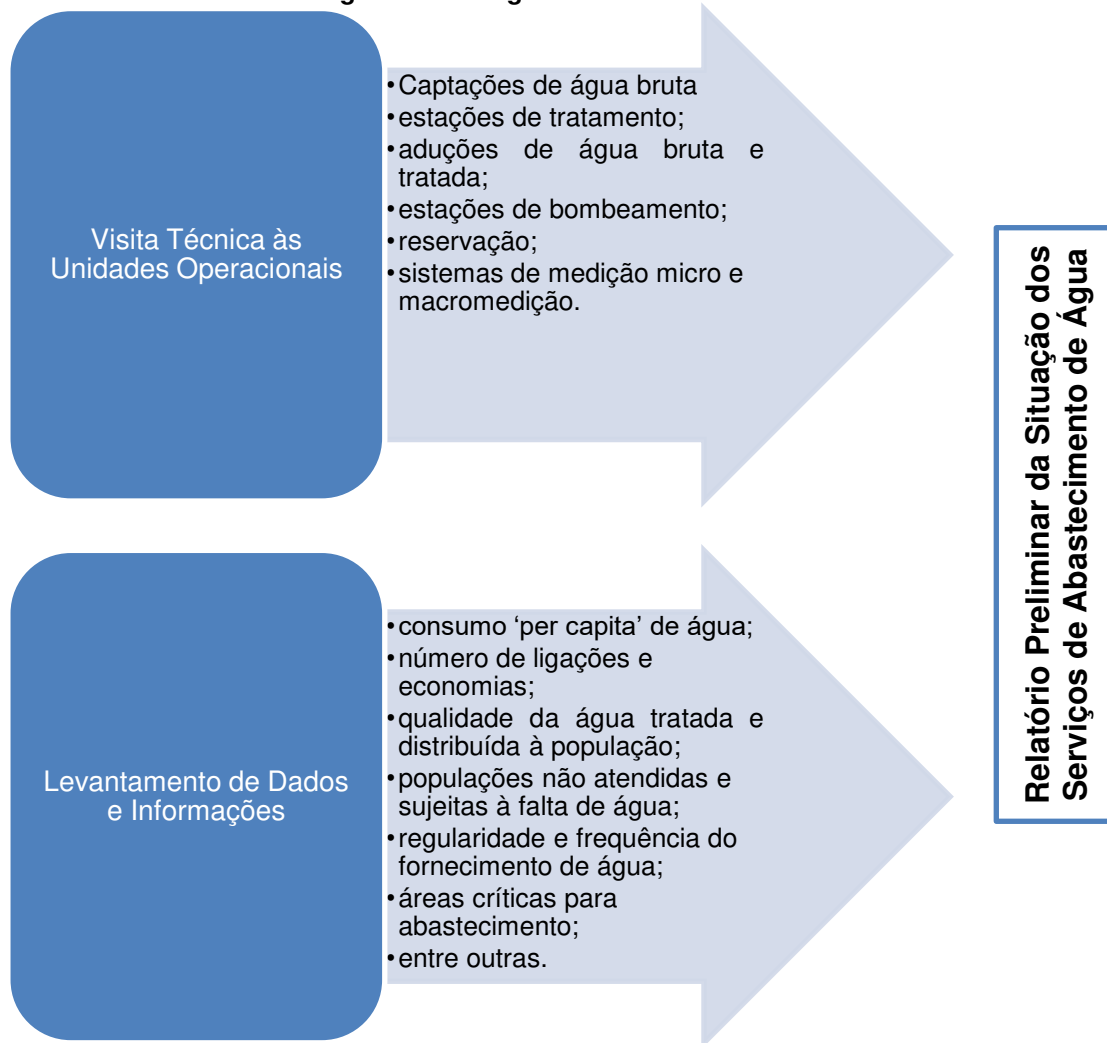 Visita Técnica às
Unidades Operacionais
•Captações de água bruta
•estações de tratamento;
•aduções de água bruta e
tratada;
•estações de bombeamento;
•reservação;
•sistemas de medição micro e
macromedição.
Levantamento de Dados
e Informações
•consumo ‘per capita’ de água;
•número de ligações e
economias;
•qualidade da água tratada e
distribuída à população;
•populações não atendidas e
sujeitas à falta de água;
•regularidade e frequência do
fornecimento de água;
•áreas críticas para
abastecimento;
•entre outras.
Relatório Preliminar da Situação dos
Serviços de Abastecimento de Água